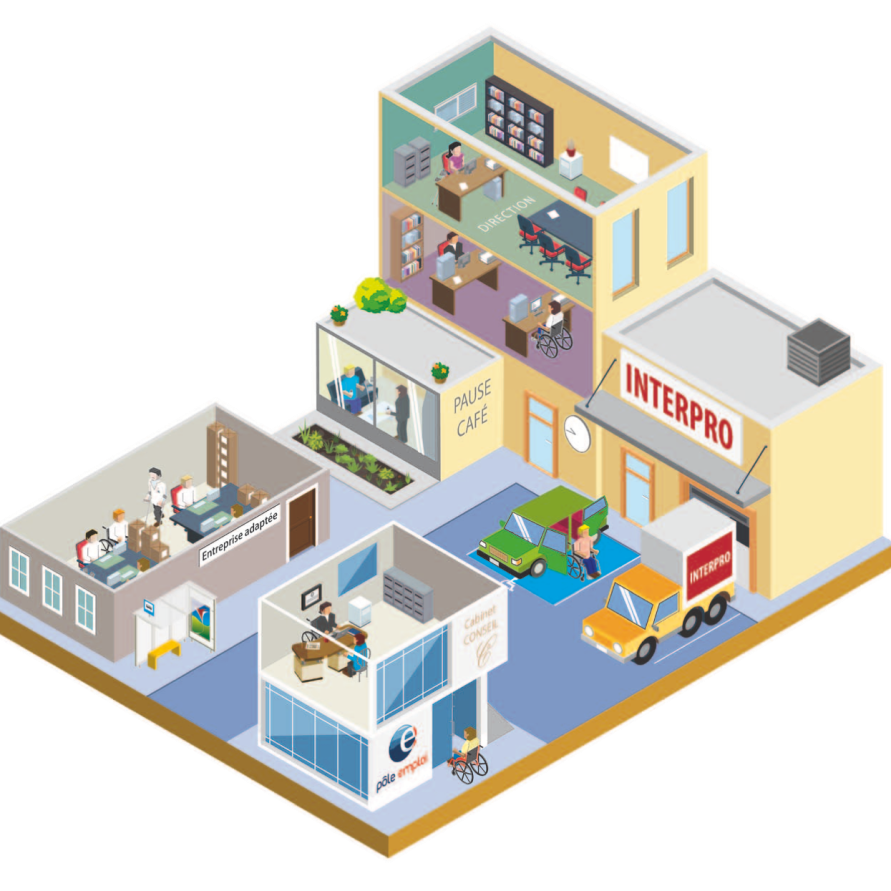 DIRECTION
PAUSE
CAFÉ
INTERPRO
Entreprise adaptée
INTERPRO
Cabinet
CONSEIL
pôle emploi